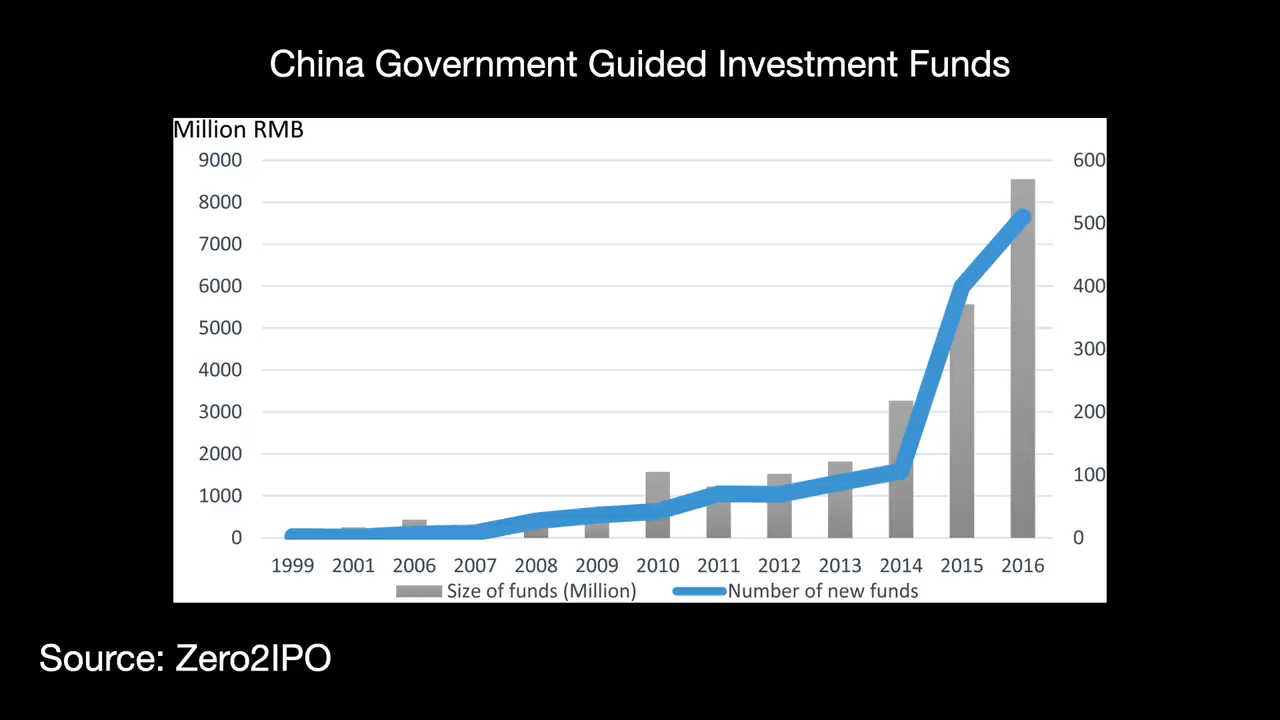 China Government Guided Investment Funds
Million RMB
9000 600
8000
7000 500
6000 400
5000
4000 300
3000 200
2000
1000 100
0 0
1999 2001 2006 2007 2008 2009 2010 2011 2012 2013 2014 2015 2016
Size of funds (Million) Number of new funds
Source: Zero2IPO